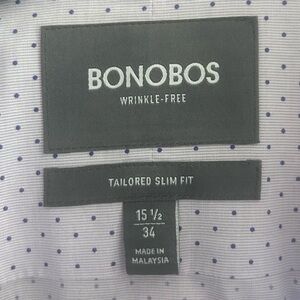 BONOBOS
WRINKLE-FREE
TAILORED SLIM FIT
15 1/2
34
MADE IN
MALAYSIA